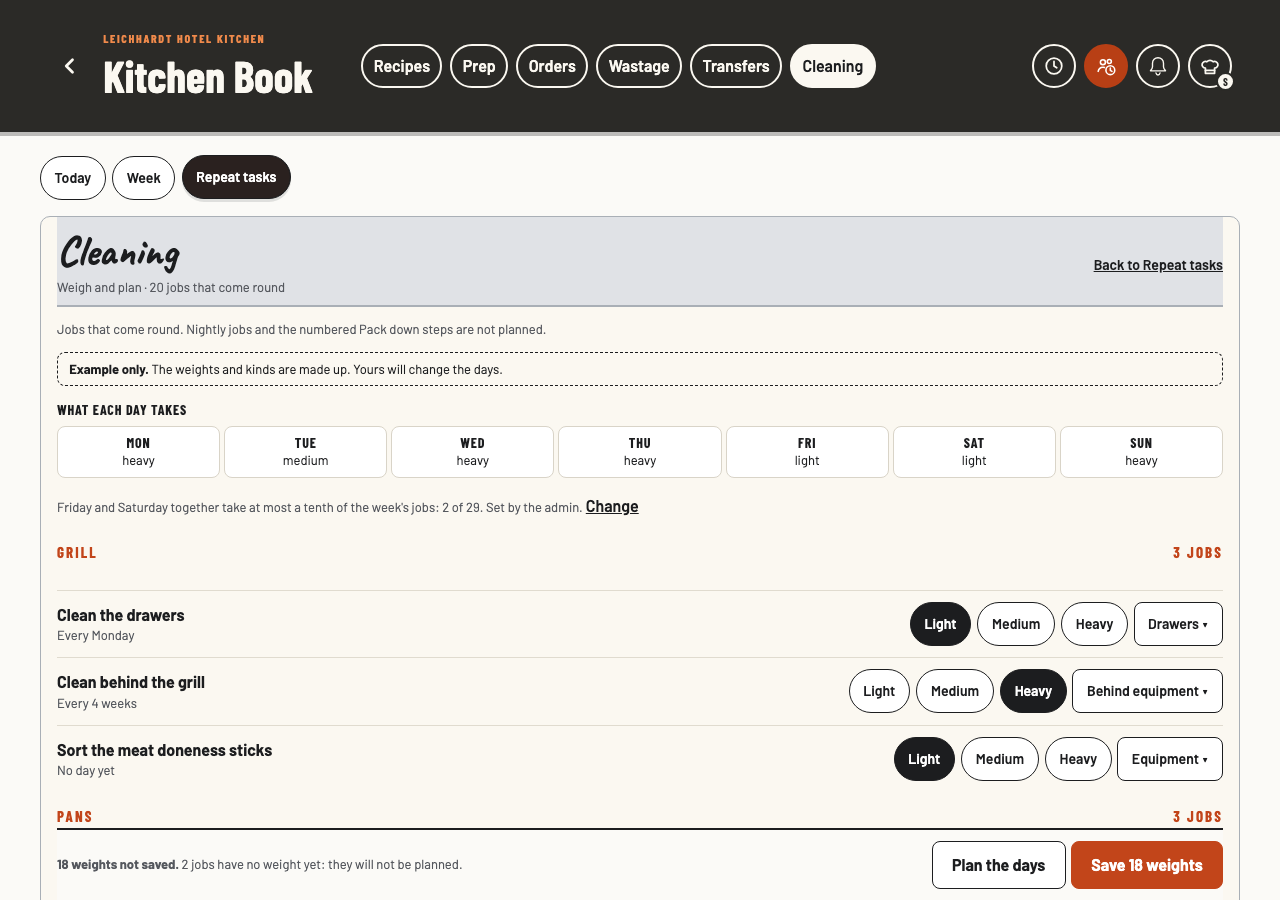 LEICHHARDT HOTEL KITCHEN
Kitchen Book
Recipes
Prep
Orders
Wastage
Transfers
Cleaning
S
Today
Week
Repeat tasks
Cleaning
Back to Repeat tasks
Weigh and plan · 20 jobs that come round
Jobs that come round. Nightly jobs and the numbered Pack down steps are not planned.
Example only. The weights and kinds are made up. Yours will change the days.
WHAT EACH DAY TAKES
MON
heavy
TUE
medium
WED
heavy
THU
heavy
FRI
light
SAT
light
SUN
heavy
Friday and Saturday together take at most a tenth of the week's jobs: 2 of 29. Set by the admin. Change
GRILL
3 JOBS
Clean the drawers
Every Monday
Light
Medium
Heavy
Drawers ▾
Clean behind the grill
Every 4 weeks
Light
Medium
Heavy
Behind equipment ▾
Sort the meat doneness sticks
No day yet
Light
Medium
Heavy
Equipment ▾
PANS
3 JOBS
18 weights not saved. 2 jobs have no weight yet: they will not be planned.
Plan the days
Save 18 weights